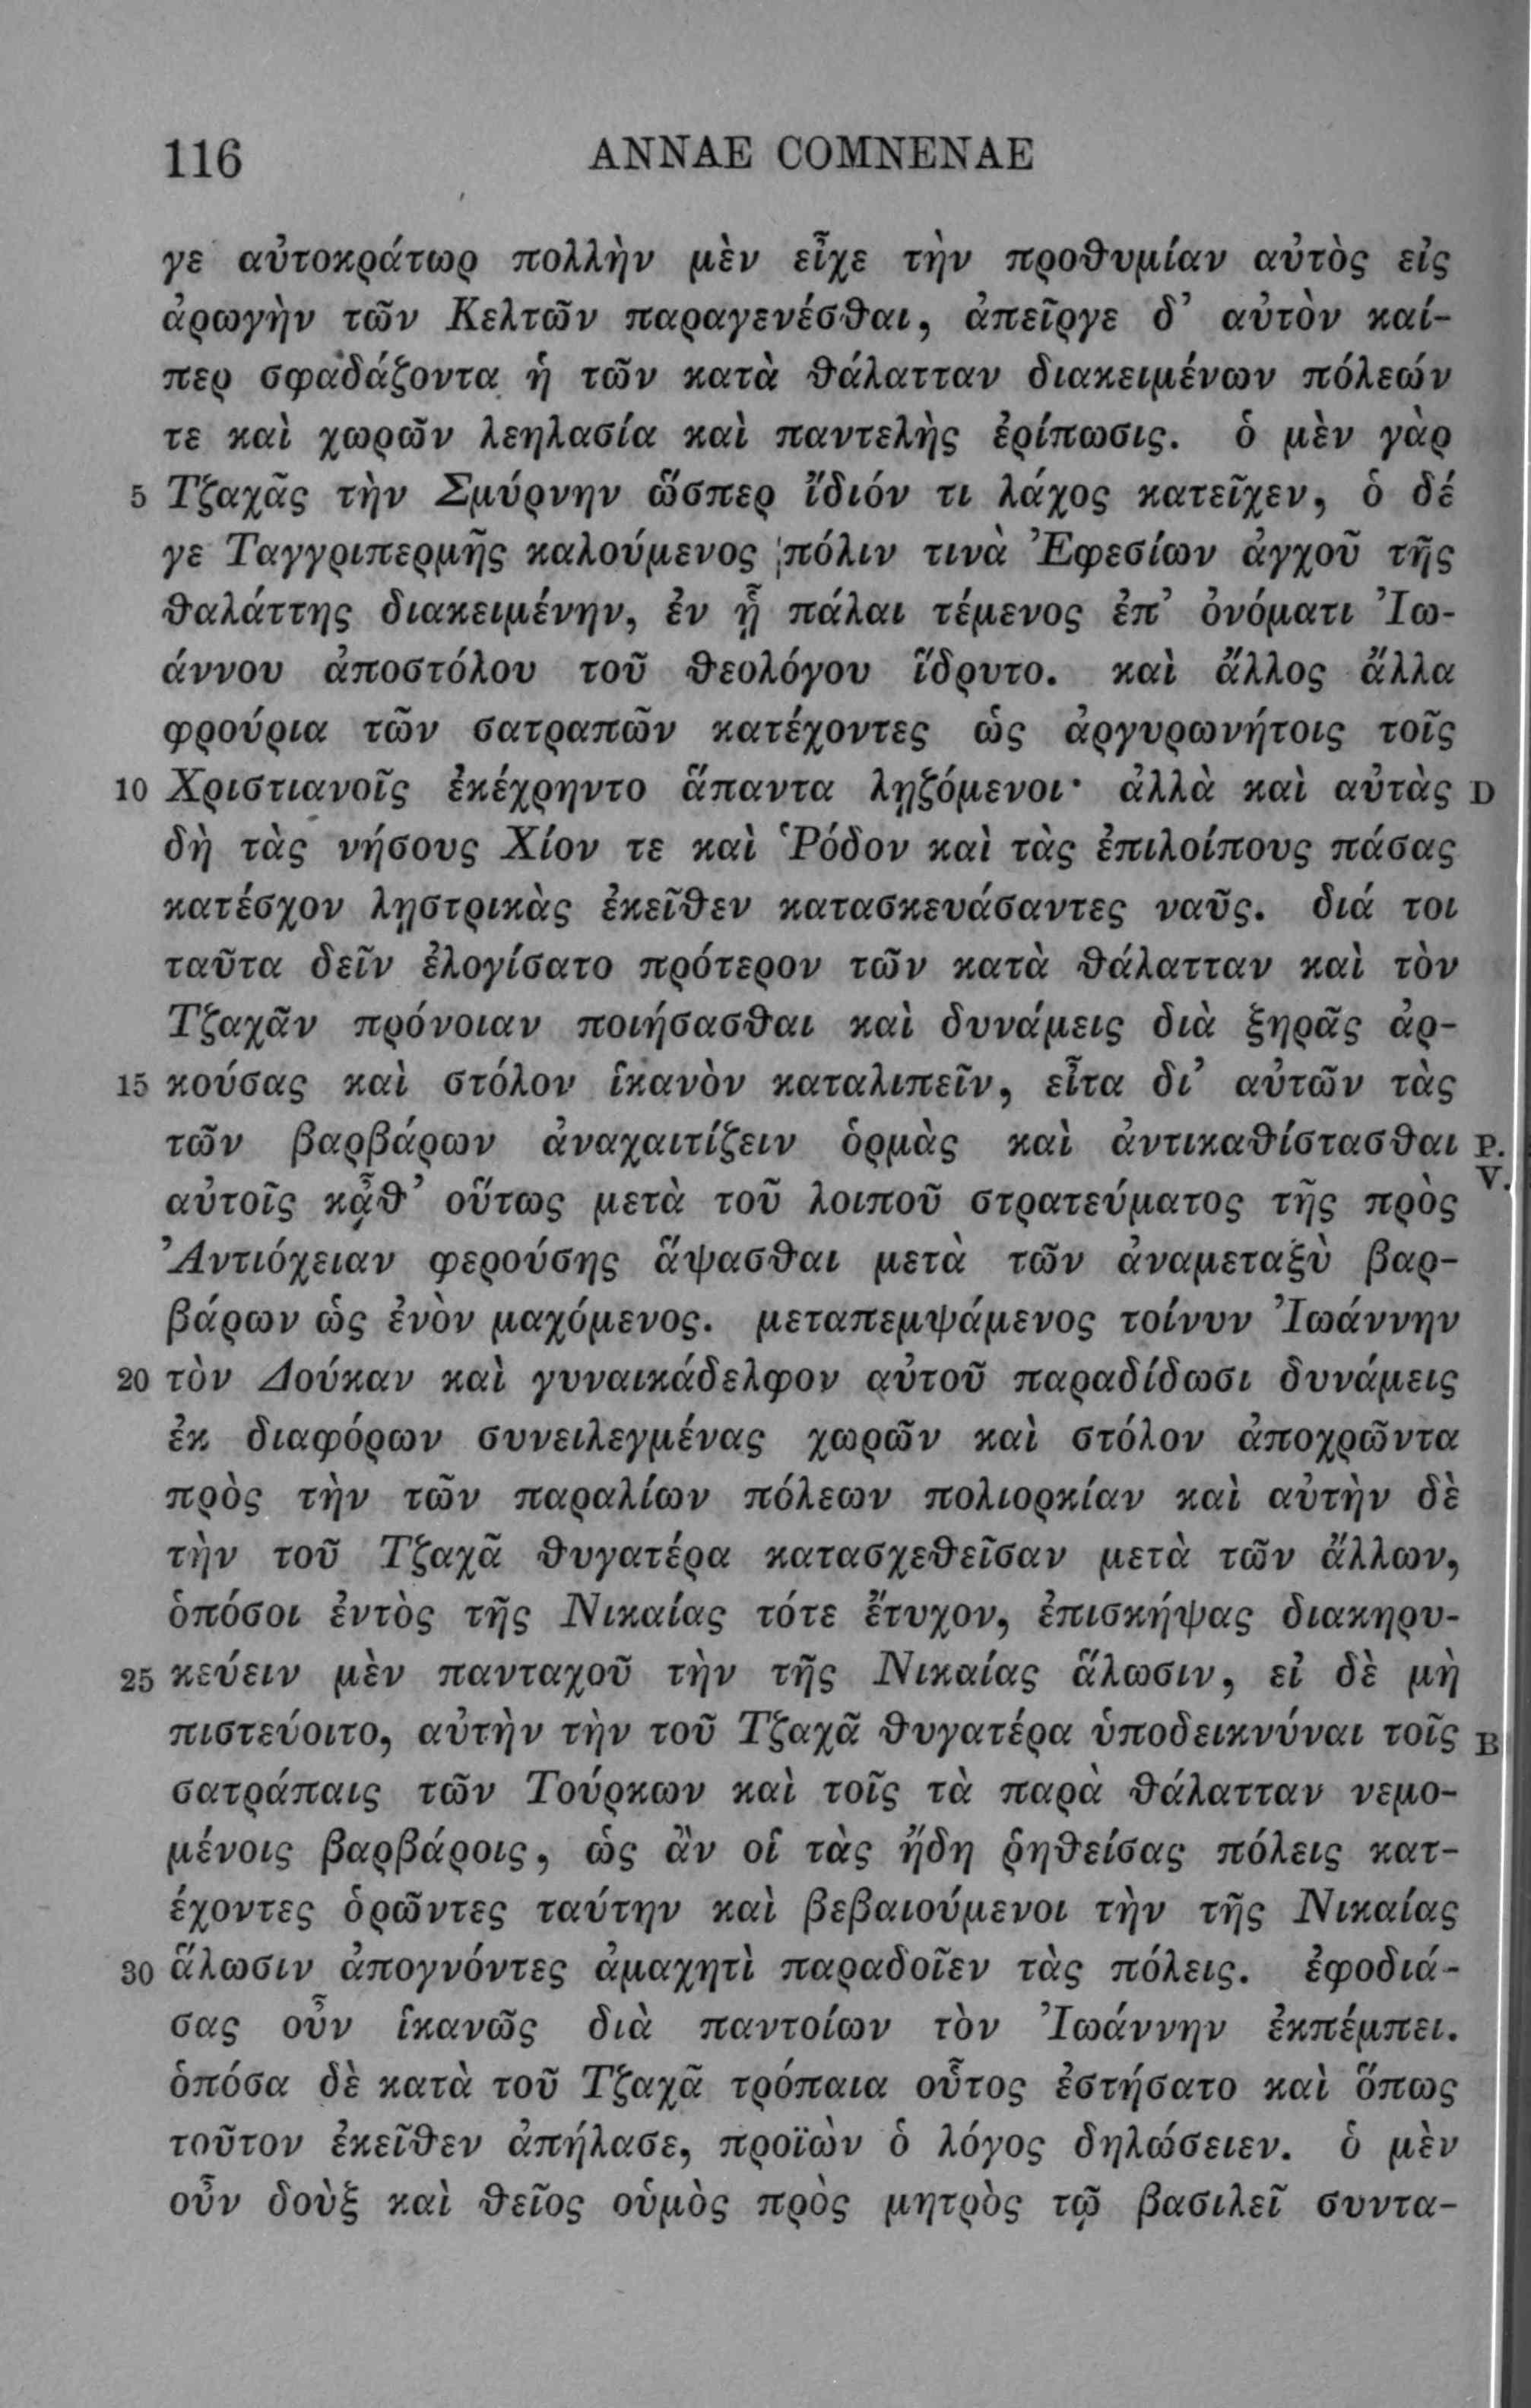 116 ANNAE COMNENAE
γε αὐτοκράτωρ πολλὴν μὲν εἶχε τὴν προθυμίαν αὐτὸς εἰς
ἀρωγὴν τῶν Κελτῶν παραγενέσθαι, ἀπεῖργε δ’ αὐτὸν καί-
περ σφαδάζοντα ἡ τῶν κατὰ θάλατταν διακειμένων πόλεών
τε καὶ χωρῶν λεηλασία καὶ παντελὴς ἐρίπωσις. ὁ μὲν γὰρ
5 Τζαχᾶς τὴν Σμύρνην ὥσπερ ἴδιόν τι λάχος κατεῖχεν, ὁ δέ
γε Ταγγριπερμῆς καλούμενος πόλιν τινὰ Ἐφεσίων ἀγχοῦ τῆς
θαλάττης διακειμένην, ἐν ᾗ πάλαι τέμενος ἐπ’ ὀνόματι Ἰω-
άννου ἀποστόλου τοῦ θεολόγου ἵδρυτο. καὶ ἄλλος ἄλλα
φρούρια τῶν σατραπῶν κατέχοντες ὡς ἀργυρωνήτοις τοῖς
10 Χριστιανοῖς ἐκέχρηντο ἅπαντα ληζόμενοι· ἀλλὰ καὶ αὐτὰς D
δὴ τὰς νήσους Χίον τε καὶ Ῥόδον καὶ τὰς ἐπιλοίπους πάσας
κατέσχον λῃστρικὰς ἐκεῖθεν κατασκευάσαντες ναῦς. διά τοι
ταῦτα δεῖν ἐλογίσατο πρότερον τῶν κατὰ θάλατταν καὶ τὸν
Τζαχᾶν πρόνοιαν ποιήσασθαι καὶ δυνάμεις διὰ ξηρᾶς ἀρ-
15 κούσας καὶ στόλον ἱκανὸν καταλιπεῖν, εἶτα δι’ αὐτῶν τὰς
τῶν βαρβάρων ἀναχαιτίζειν ὁρμὰς καὶ ἀντικαθίστασθαι P.
V.
αὐτοῖς κᾆθ’ οὕτως μετὰ τοῦ λοιποῦ στρατεύματος τῆς πρὸς
Ἀντιόχειαν φερούσης ἅψασθαι μετὰ τῶν ἀναμεταξὺ βαρ-
βάρων ὡς ἐνὸν μαχόμενος. μεταπεμψάμενος τοίνυν Ἰωάννην
20 τὸν Δούκαν καὶ γυναικάδελφον αὐτοῦ παραδίδωσι δυνάμεις
ἐκ διαφόρων συνειλεγμένας χωρῶν καὶ στόλον ἀποχρῶντα
πρὸς τὴν τῶν παραλίων πόλεων πολιορκίαν καὶ αὐτὴν δὲ
τὴν τοῦ Τζαχᾶ θυγατέρα κατασχεθεῖσαν μετὰ τῶν ἄλλων,
ὁπόσοι ἐντὸς τῆς Νικαίας τότε ἔτυχον, ἐπισκήψας διακηρυ-
25 κεύειν μὲν πανταχοῦ τὴν τῆς Νικαίας ἅλωσιν, εἰ δὲ μὴ
πιστεύοιτο, αὐτὴν τὴν τοῦ Τζαχᾶ θυγατέρα ὑποδεικνύναι τοῖς B
σατράπαις τῶν Τούρκων καὶ τοῖς τὰ παρὰ θάλατταν νεμο-
μένοις βαρβάροις, ὡς ἂν οἱ τὰς ἤδη ῥηθείσας πόλεις κατ-
έχοντες ὁρῶντες ταύτην καὶ βεβαιούμενοι τὴν τῆς Νικαίας
30 ἅλωσιν ἀπογνόντες ἀμαχητὶ παραδοῖεν τὰς πόλεις. ἐφοδιά-
σας οὖν ἱκανῶς διὰ παντοίων τὸν Ἰωάννην ἐκπέμπει.
ὁπόσα δὲ κατὰ τοῦ Τζαχᾶ τρόπαια οὗτος ἐστήσατο καὶ ὅπως
τοῦτον ἐκεῖθεν ἀπήλασε, προϊὼν ὁ λόγος δηλώσειεν. ὁ μὲν
οὖν δοὺξ καὶ θεῖος οὑμὸς πρὸς μητρὸς τῷ βασιλεῖ συντα-